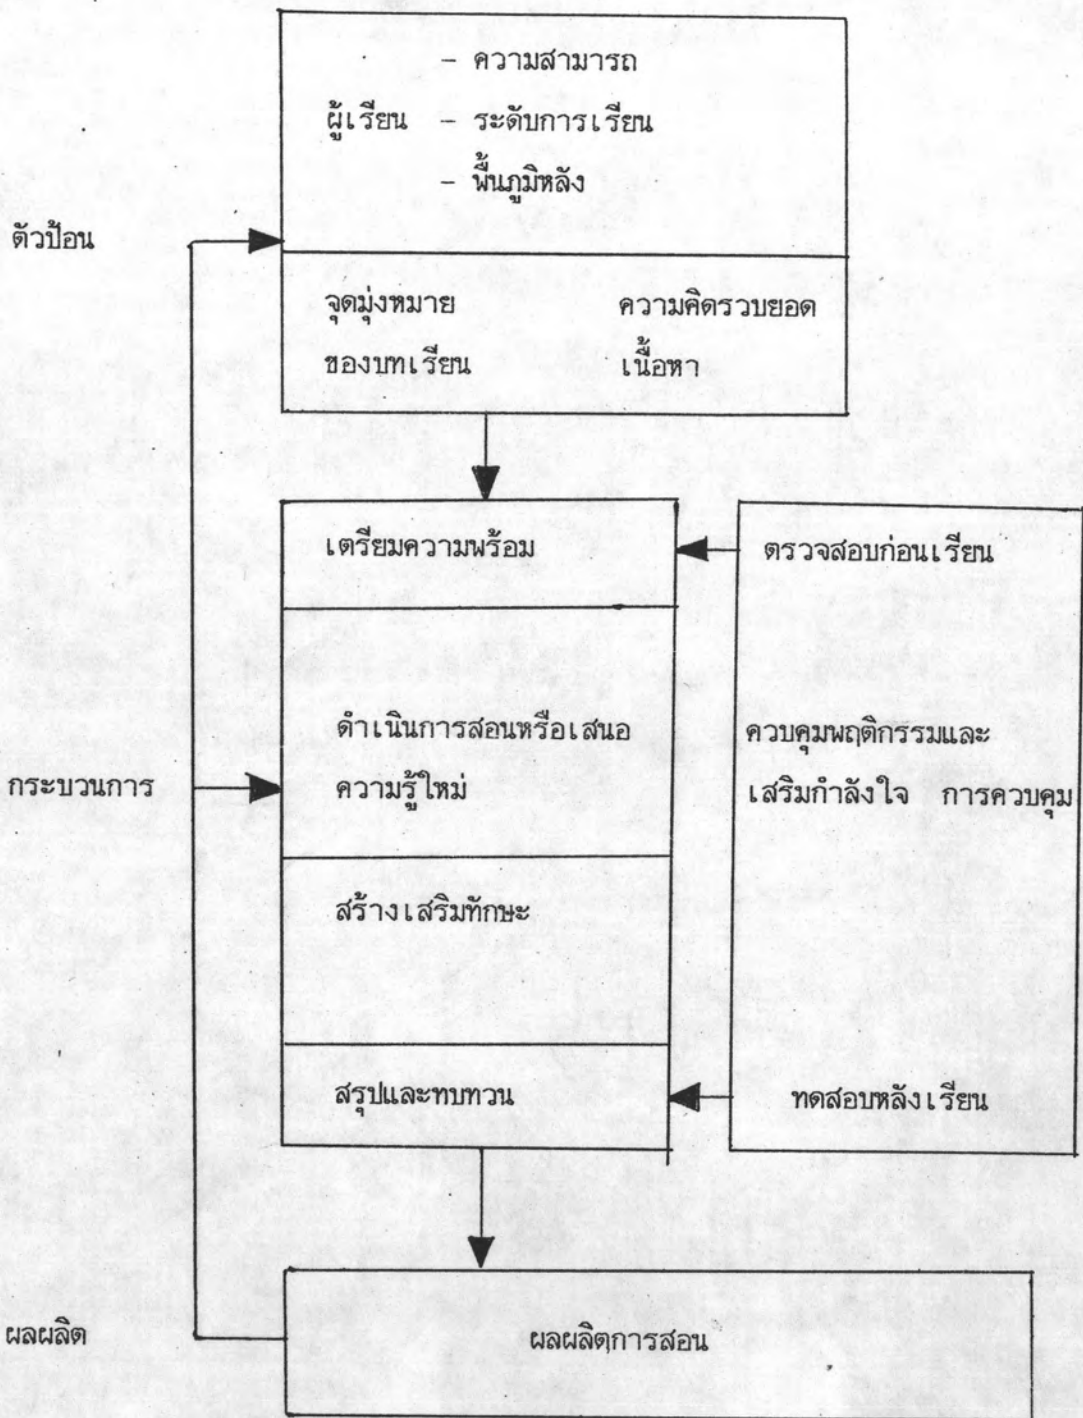 - ความสามารถ
ผู้เรียน - ระดับการเรียน
- พื้นภูมิหลัง
ตัวป้อน
จุดมุ่งหมาย ความคิดรวบยอด
ของบทเรียน เนื้อหา
เตรียมความพร้อม ตรวจสอบก่อนเรียน
ดำเนินการสอนหรือเสนอ ควบคุมพฤติกรรมและ
กระบวนการ ความรู้ใหม่ เสริมกำลังใจ การควบคุม
สร้างเสริมทักษะ
สรุปและทบทวน ทดสอบหลังเรียน
ผลผลิต ผลผลิตการสอน